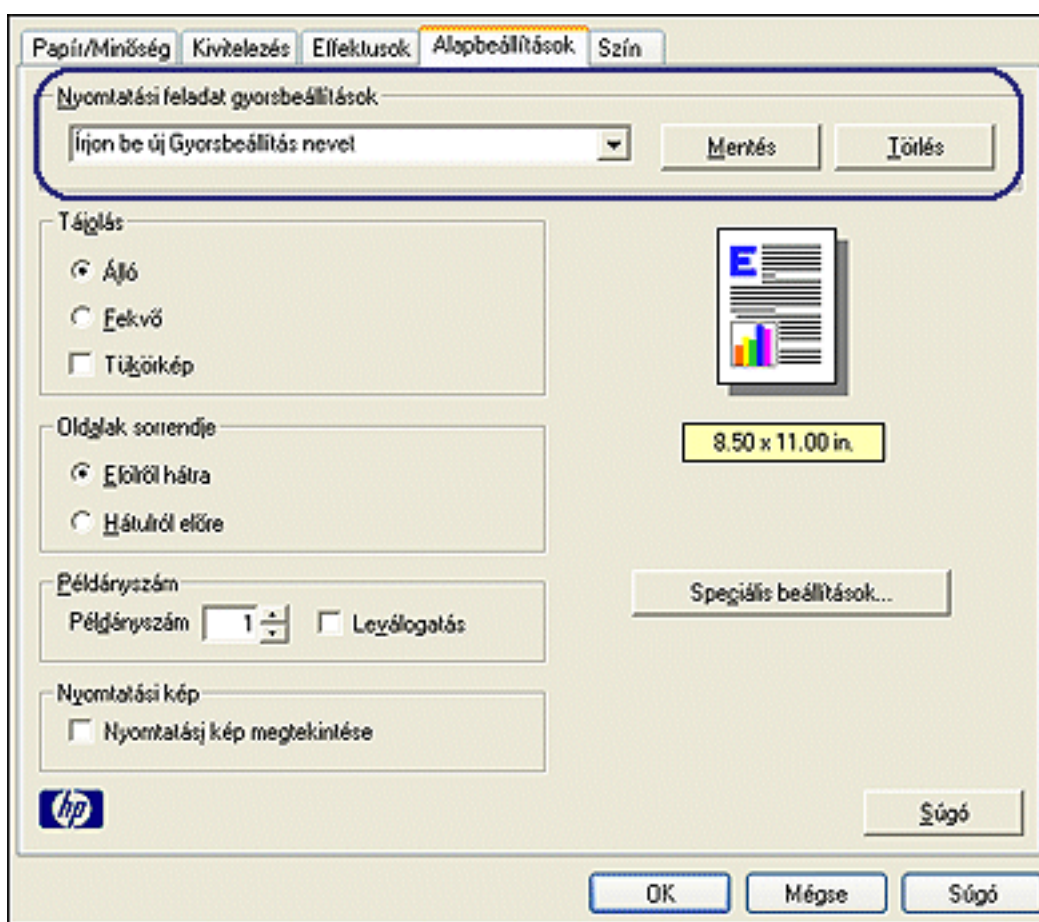 Papír/Minőség Kivitelezés Effektusok Alapbeállítások Szín
Nyomtatási feladat gyorsbeállítások
Írjon be új Gyorsbeállítás nevet Mentés Törlés
Tájolás
Álló
Fekvő
Tükörkép
E
8.50 x 11.00 in.
Oldalak sorrendje
Elölről hátra
Hátulról előre
Példányszám
Példányszám 1 Leválogatás
Speciális beállítások...
Nyomtatási kép
Nyomtatási kép megtekintése
hp
Súgó
OK Mégse Súgó